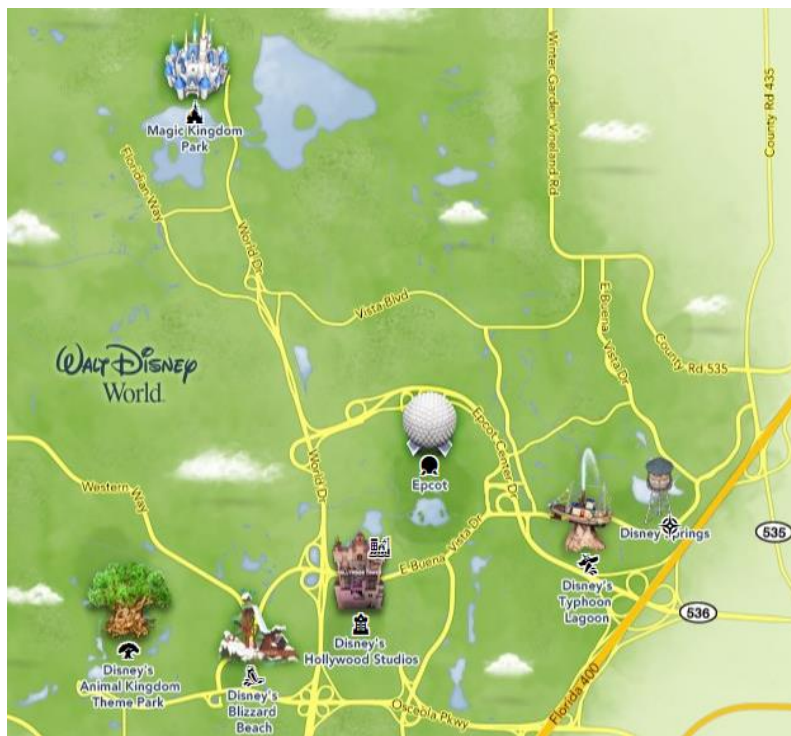 Magic Kingdom
Park
Floridian Way
World Dr
Winter Garden Vineland Rd
County Rd 435
Vista Blvd
E Buena Vista Dr
County Rd 535
WALT DISNEY
World
Epcot
Epcot Center Dr
World Dr
Western Way
Disney Springs
535
E Buena Vista Dr
Disney's
Typhoon
Lagoon
536
Disney's
Hollywood Studios
Disney's
Animal Kingdom
Theme Park
Disney's
Blizzard
Beach
Osceola Pkwy
Florida 400